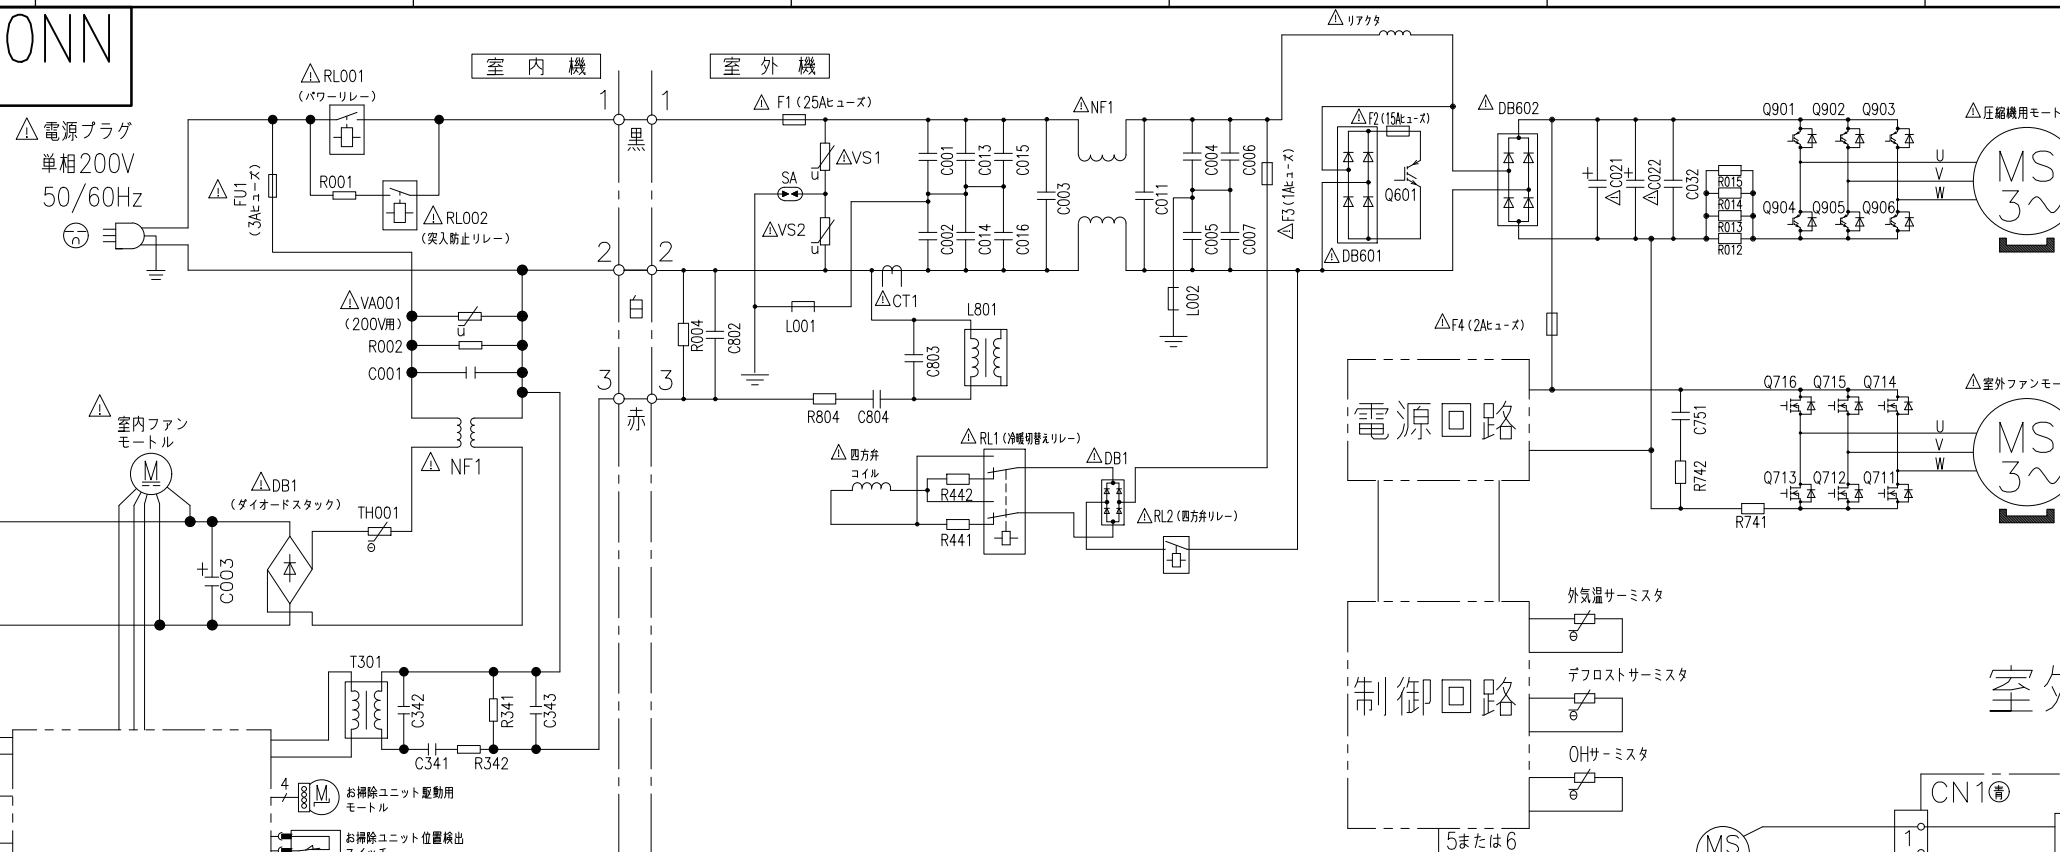 ONN
電源プラグ
単相200V
50/60Hz
RL001
(パワーリレー)
R001
RL002
(突入防止リレー)
FU1
(3Aヒューズ)
室内機
室外機
1
1
黒
2
2
白
3
3
赤
VA001
(200V用)
u
R002
C001
NF1
室内ファン
モートル
M
DB1
(ダイオードスタック)
TH001
θ
C003
T301
C342
R341
C343
C341
R342
4
M
お掃除ユニット駆動用
モートル
お掃除ユニット位置検出
スイッチ
F1(25Aヒューズ)
VS1
u
SA
VS2
u
L001
CT1
C001
C013
C015
C002
C014
C016
C003
NF1
C011
C004
C006
C005
C007
L002
F3(1Aヒューズ)
R004
C802
C803
L801
R804
C804
四方弁
コイル
R442
R441
RL1(冷暖切替えリレー)
DB1
RL2(四方弁リレー)
リアクタ
F2(15Aヒューズ)
Q601
DB601
DB602
C021
C022
C032
R015
R014
R013
R012
Q901
Q902
Q903
Q904
Q905
Q906
U
V
W
圧縮機用モート
MS
3~
F4(2Aヒューズ)
電源回路
C751
R742
R741
Q716
Q715
Q714
Q713
Q712
Q711
U
V
W
室外ファンモー
MS
3~
制御回路
外気温サーミスタ
θ
デフロストサーミスタ
θ
OHサーミスタ
θ
5または6
室外
CN1青
1
MS